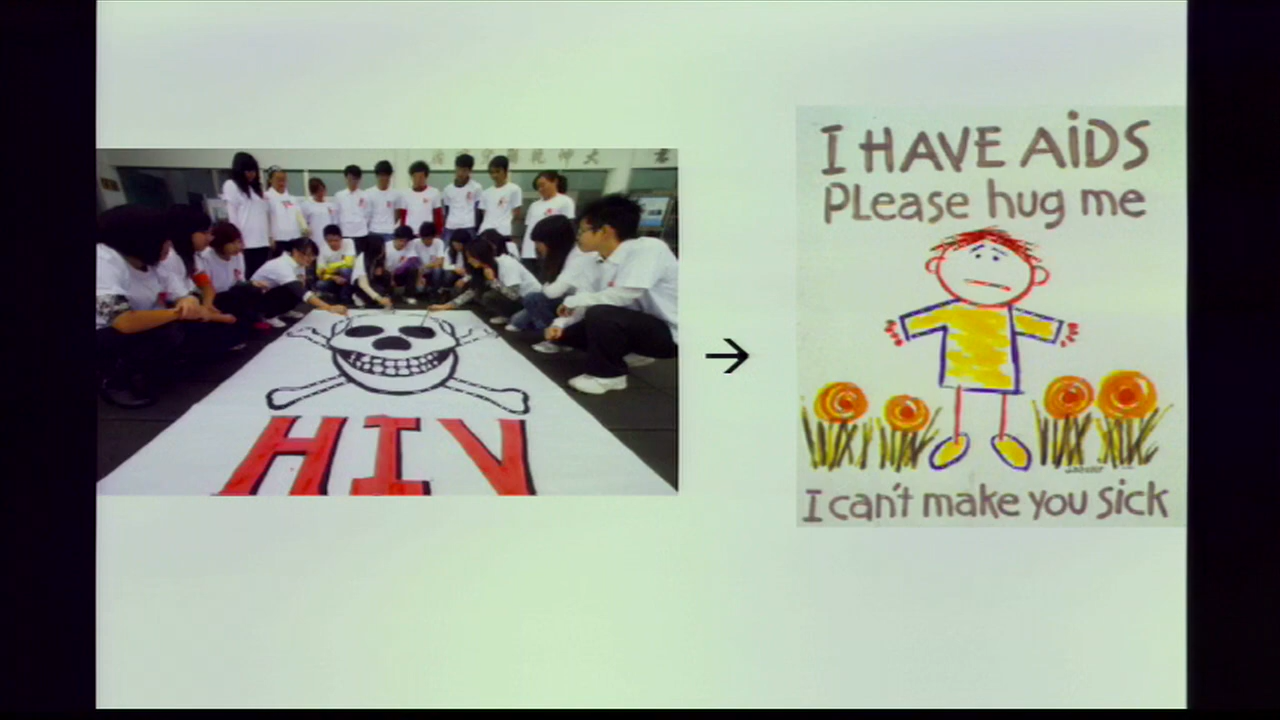 HIV
→
I HAVE AiDS
PLease hug me
I can't make you sick